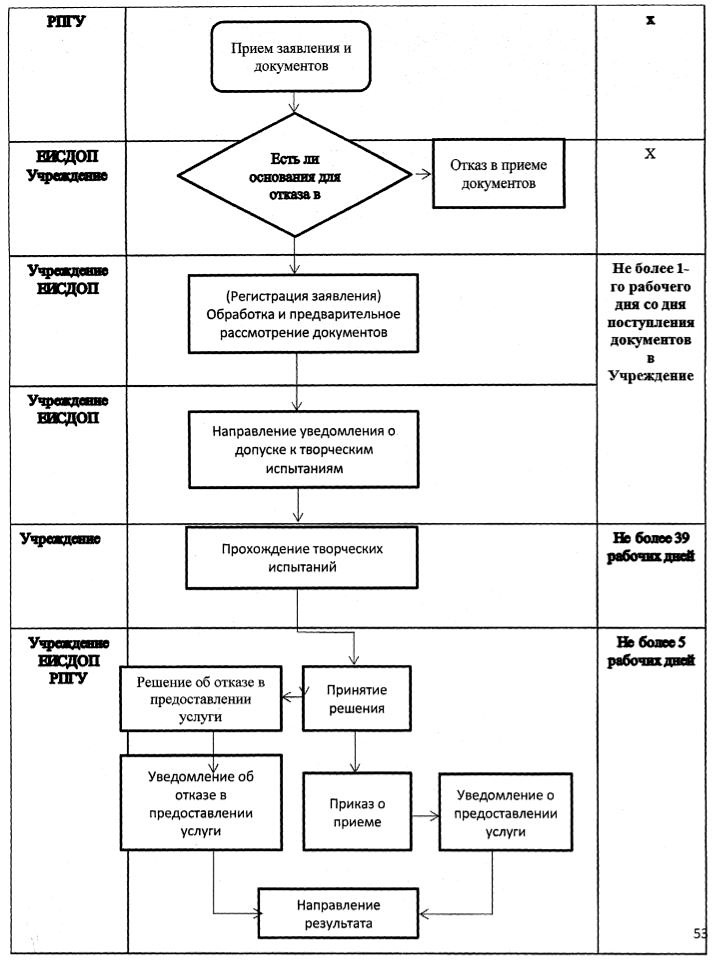 РПГУ
Прием заявления и
документов
х
ЕИСДОП
Учреждение
Есть ли
основания для
отказа в
Отказ в приеме
документов
Х
Учреждение
ЕИСДОП
(Регистрация заявления)
Обработка и предварительное
рассмотрение документов
Не более 1-
го рабочего
дня со дня
поступления
документов
в
Учреждение
Учреждение
ЕИСДОП
Направление уведомления о
допуске к творческим
испытаниям
Учреждение
Прохождение творческих
испытаний
Не более 39
рабочих дней
Учреждение
ЕИСДОП
РПГУ
Не более 5
рабочих дней
Решение об отказе в
предоставлении
услуги
Принятие
решения
Уведомление об
отказе в
предоставлении
услуги
Приказ о
приеме
Уведомление о
предоставлении
услуги
Направление
результата
53